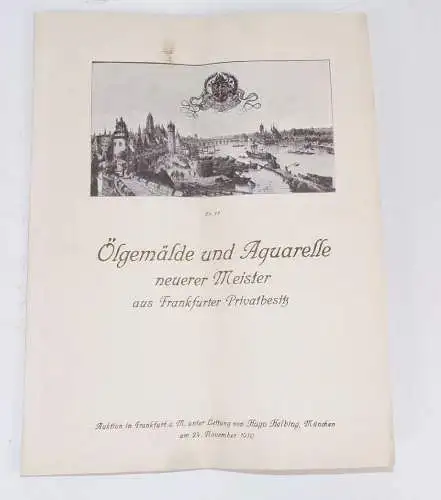 Ölgemälde und Aquarelle
neuerer Meister
aus Frankfurter Privatbesitz
Auktion in Frankfurt a. M. unter Leitung von Hugo Helbing, München
am 24. November